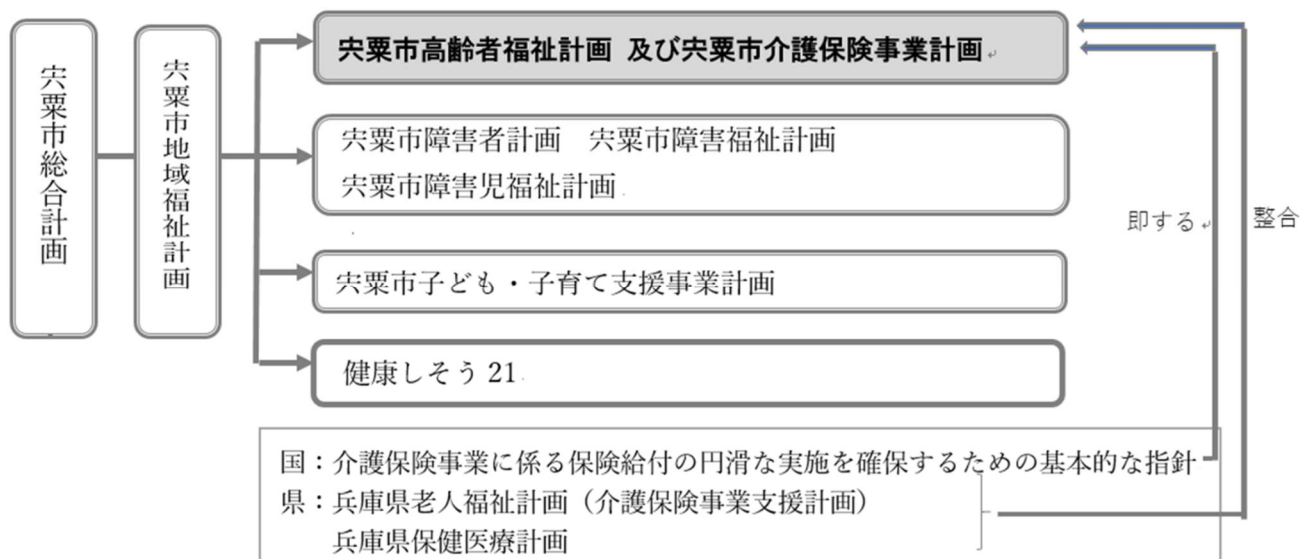 宍粟市総合計画
宍粟市地域福祉計画
宍粟市高齢者福祉計画 及び宍粟市介護保険事業計画
宍粟市障害者計画　宍粟市障害福祉計画
宍粟市障害児福祉計画
宍粟市子ども・子育て支援事業計画
健康しそう 21
即する
整合
国：介護保険事業に係る保険給付の円滑な実施を確保するための基本的な指針
県：兵庫県老人福祉計画（介護保険事業支援計画）
兵庫県保健医療計画